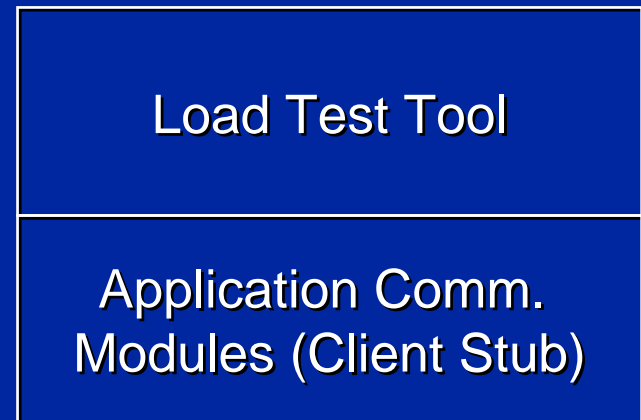 Load Test Tool
Application Comm.
Modules (Client Stub)